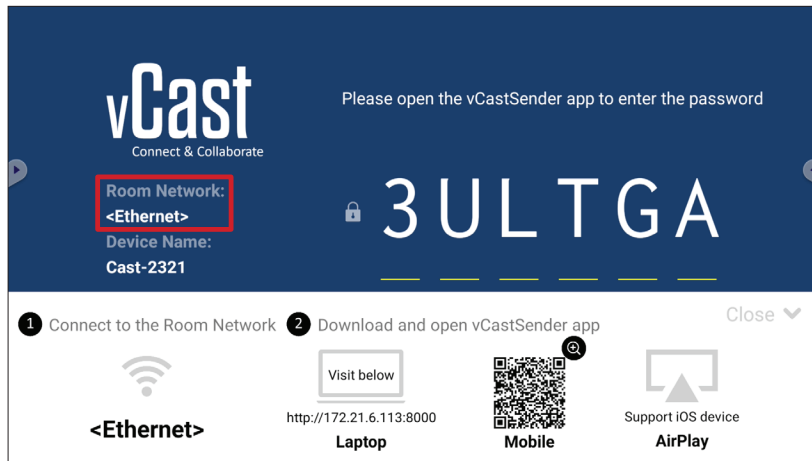 vCast
Connect & Collaborate
Please open the vCastSender app to enter the password
Room Network:
<Ethernet>
Device Name:
Cast-2321
3ULTGA
1 Connect to the Room Network
2 Download and open vCastSender app
Close
<Ethernet>
Visit below
http://172.21.6.113:8000
Laptop
Mobile
Support iOS device
AirPlay